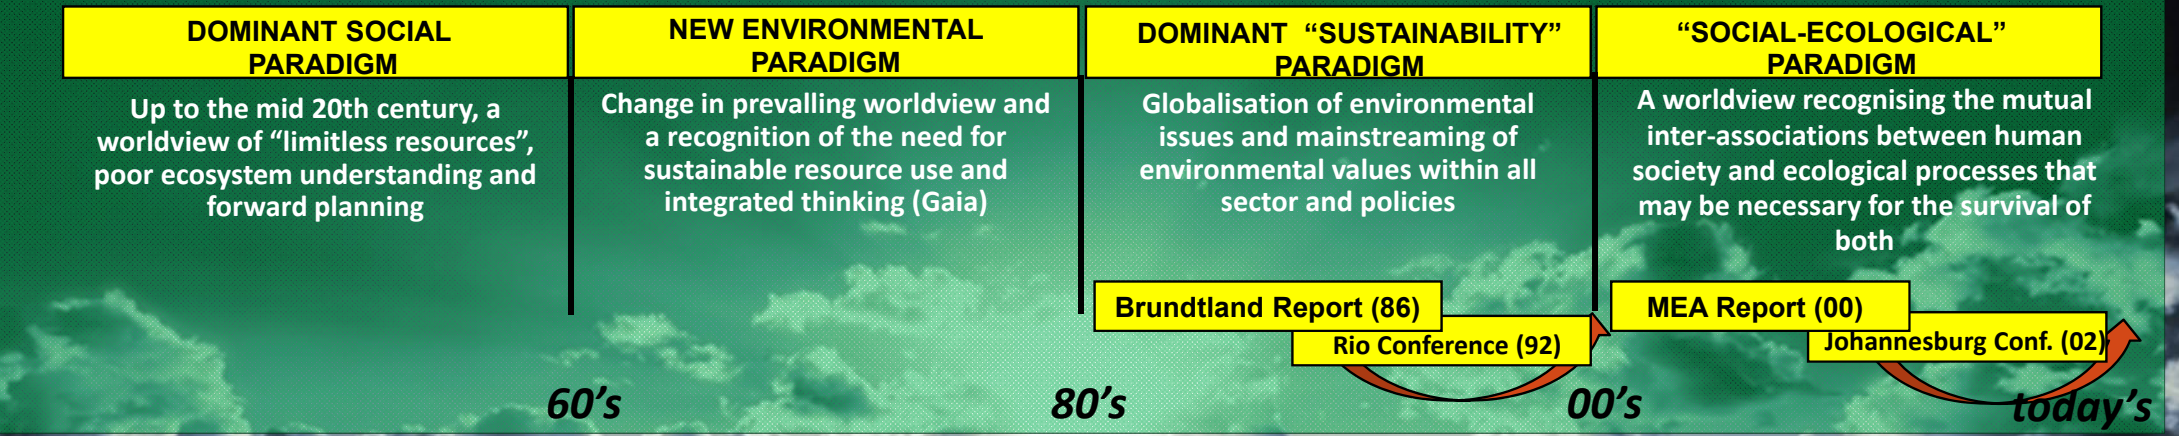 DOMINANT SOCIAL
PARADIGM
Up to the mid 20th century, a
worldview of “limitless resources”,
poor ecosystem understanding and
forward planning
NEW ENVIRONMENTAL
PARADIGM
Change in prevalling worldview and
a recognition of the need for
sustainable resource use and
integrated thinking (Gaia)
DOMINANT “SUSTAINABILITY”
PARADIGM
Globalisation of environmental
issues and mainstreaming of
environmental values within all
sector and policies
Brundtland Report (86)
Rio Conference (92)
“SOCIAL-ECOLOGICAL”
PARADIGM
A worldview recognising the mutual
inter-associations between human
society and ecological processes that
may be necessary for the survival of
both
MEA Report (00)
Johannesburg Conf. (02)
60’s
80’s
00’s
today’s